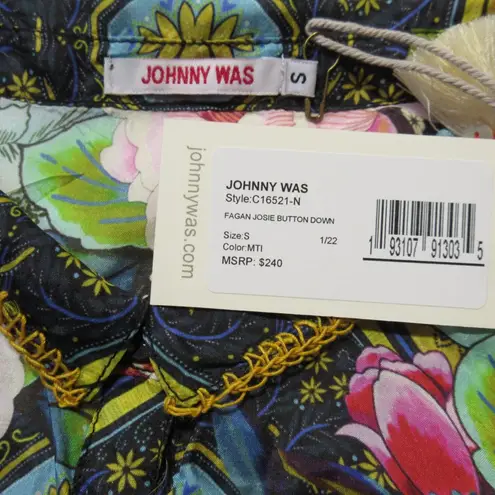 JOHNNY WAS
S
johnnywas.com
JOHNNY WAS
Style:C16521-N
FAGAN JOSIE BUTTON DOWN
Size:S 1/22
Color:MTI
MSRP: $240
1 93107 91303 5